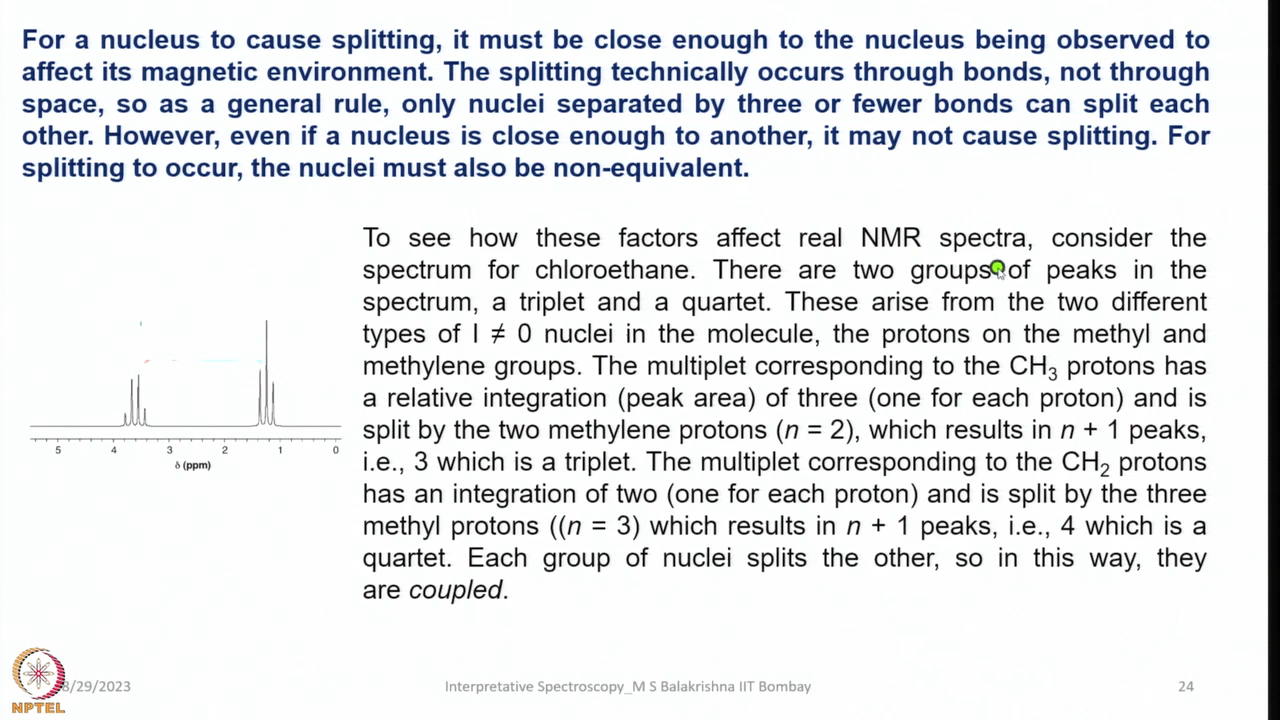 For a nucleus to cause splitting, it must be close enough to the nucleus being observed to
affect its magnetic environment. The splitting technically occurs through bonds, not through
space, so as a general rule, only nuclei separated by three or fewer bonds can split each
other. However, even if a nucleus is close enough to another, it may not cause splitting. For
splitting to occur, the nuclei must also be non-equivalent.
To see how these factors affect real NMR spectra, consider the
spectrum for chloroethane. There are two groups of peaks in the
spectrum, a triplet and a quartet. These arise from the two different
types of I ≠ 0 nuclei in the molecule, the protons on the methyl and
methylene groups. The multiplet corresponding to the CH₃ protons has
a relative integration (peak area) of three (one for each proton) and is
split by the two methylene protons (n = 2), which results in n + 1 peaks,
i.e., 3 which is a triplet. The multiplet corresponding to the CH₂ protons
has an integration of two (one for each proton) and is split by the three
methyl protons ((n = 3) which results in n + 1 peaks, i.e., 4 which is a
quartet. Each group of nuclei splits the other, so in this way, they
are coupled.
5 4 3 2 1 0
δ (ppm)
8/29/2023
Interpretative Spectroscopy_M S Balakrishna IIT Bombay
24
NPTEL